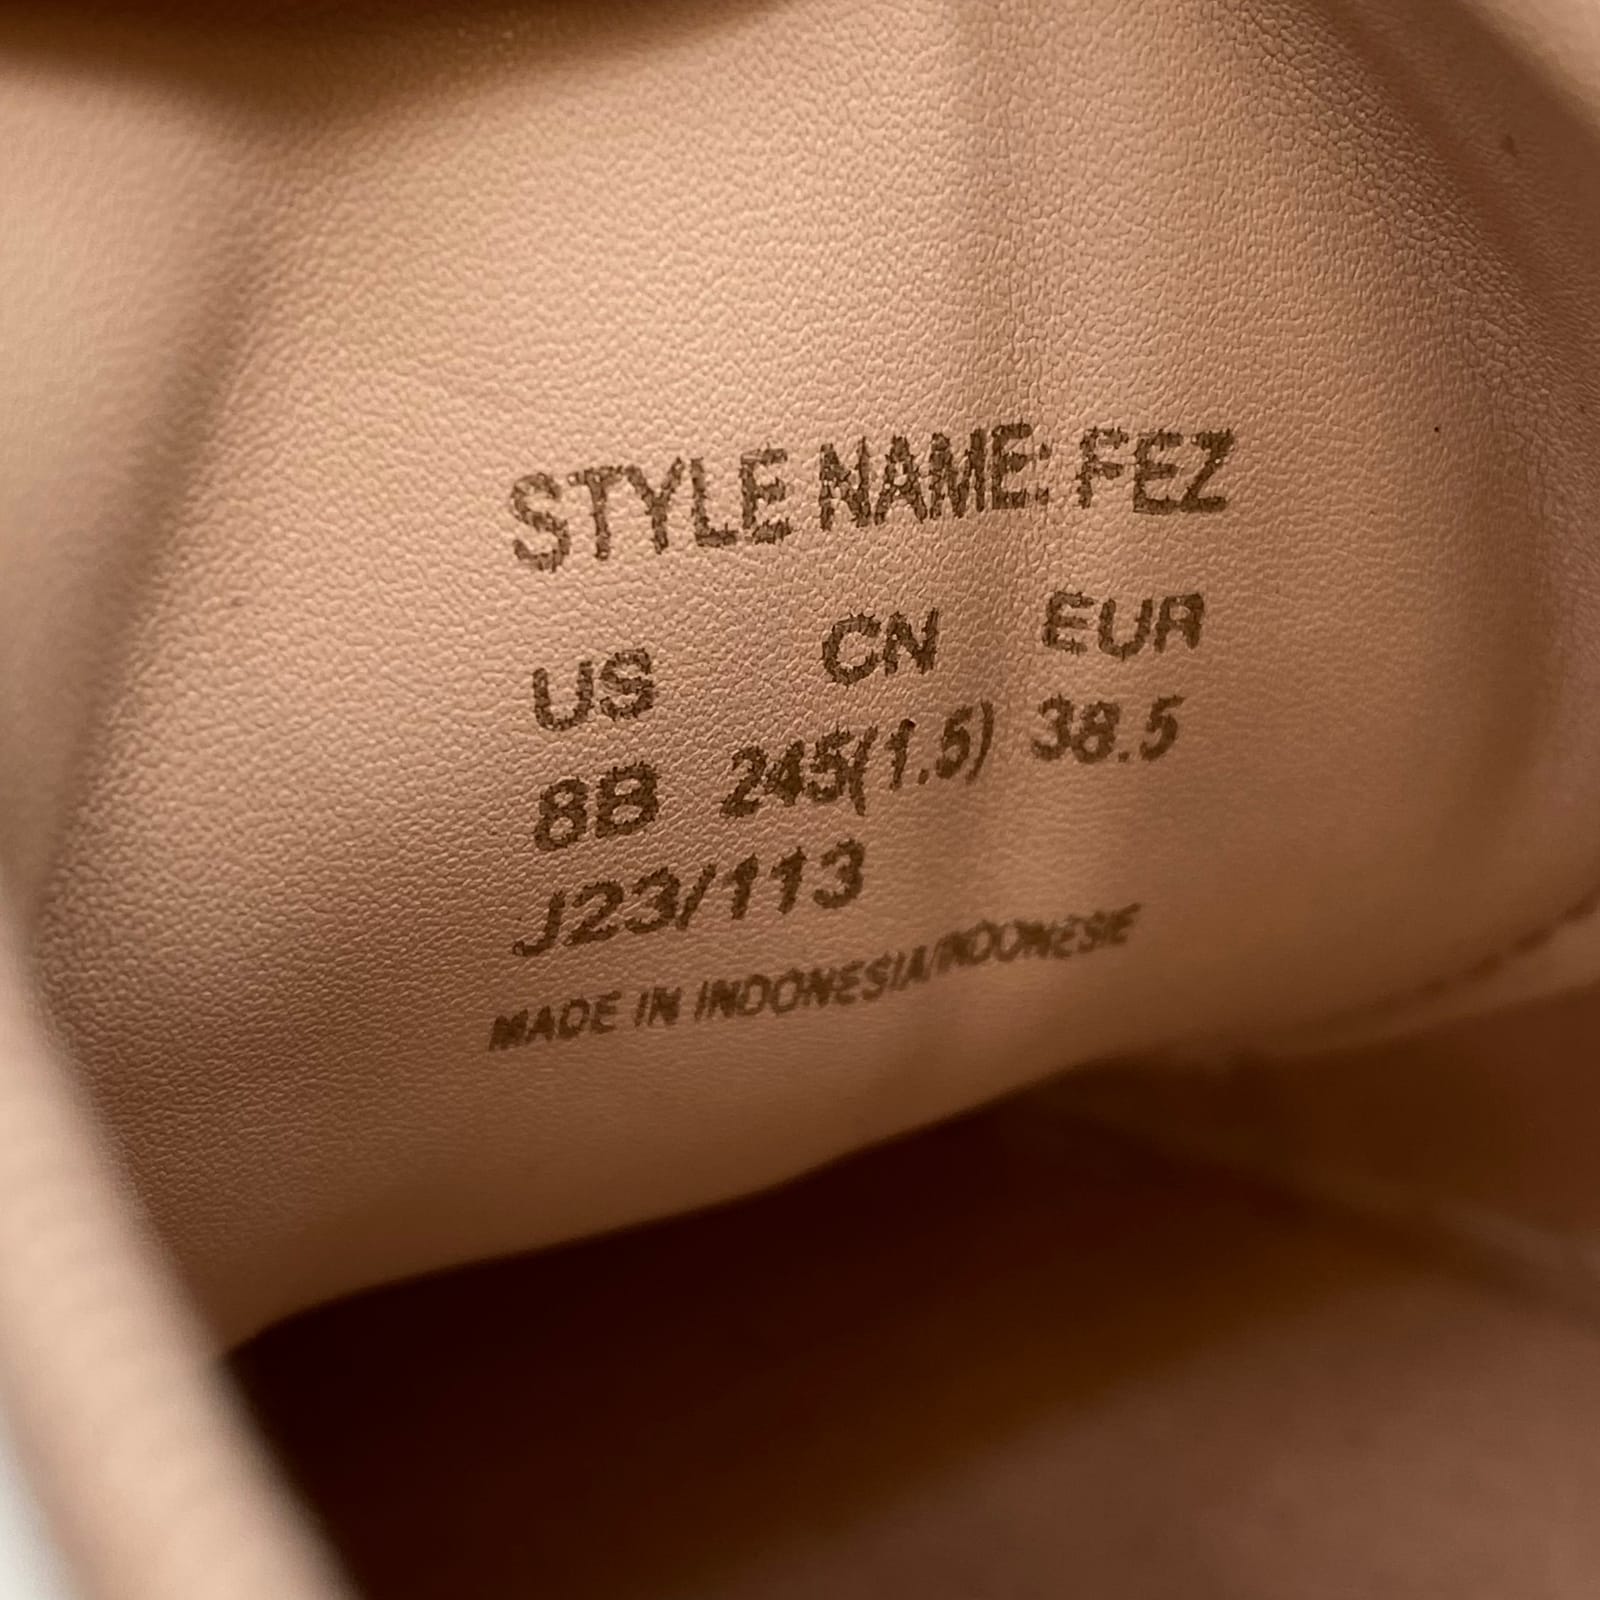 STYLE NAME: FEZ
US CN EUR
8B 245(1.5) 38.5
J23/113
MADE IN INDONESIA/INDONESIE